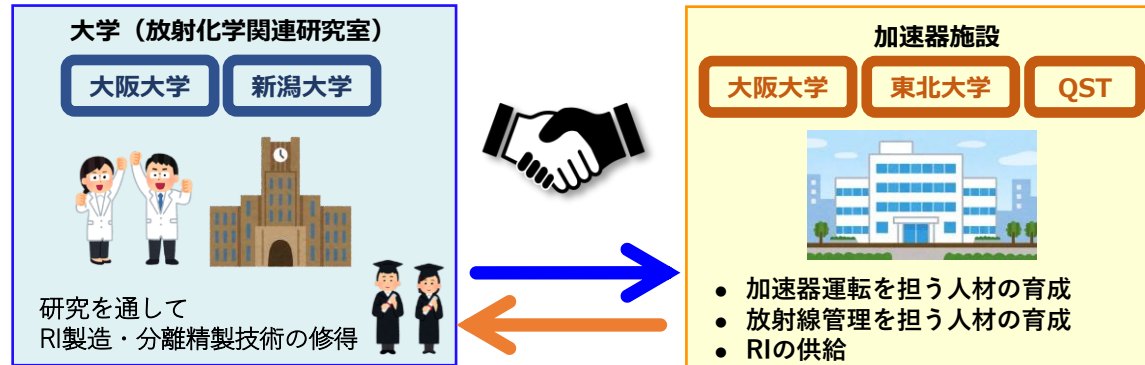 大学（放射化学関連研究室）
大阪大学 新潟大学
研究を通して
RI製造・分離精製技術の修得
加速器施設
大阪大学 東北大学 QST
● 加速器運転を担う人材の育成
● 放射線管理を担う人材の育成
● RIの供給